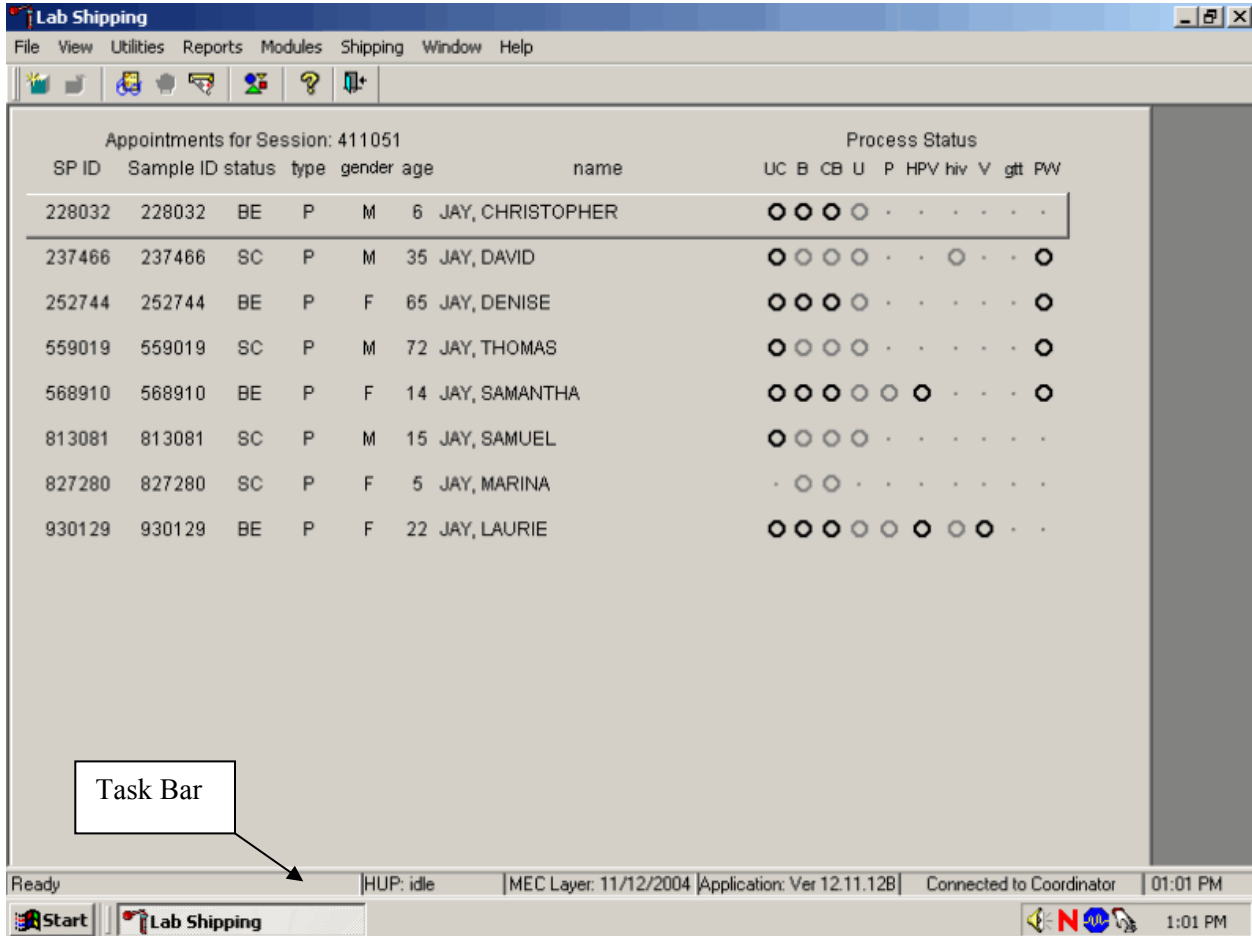 Lab Shipping
File View Utilities Reports Modules Shipping Window Help
Appointments for Session: 411051 Process Status
SP ID Sample ID status type gender age name UC B CB U P HPV hiv V gtt PW
228032 228032 BE P M 6 JAY, CHRISTOPHER
237466 237466 SC P M 35 JAY, DAVID
252744 252744 BE P F 65 JAY, DENISE
559019 559019 SC P M 72 JAY, THOMAS
568910 568910 BE P F 14 JAY, SAMANTHA
813081 813081 SC P M 15 JAY, SAMUEL
827280 827280 SC P F 5 JAY, MARINA
930129 930129 BE P F 22 JAY, LAURIE
Task Bar
Ready HUP: idle MEC Layer: 11/12/2004 Application: Ver 12.11.12B Connected to Coordinator 01:01 PM
Start Lab Shipping N 1:01 PM